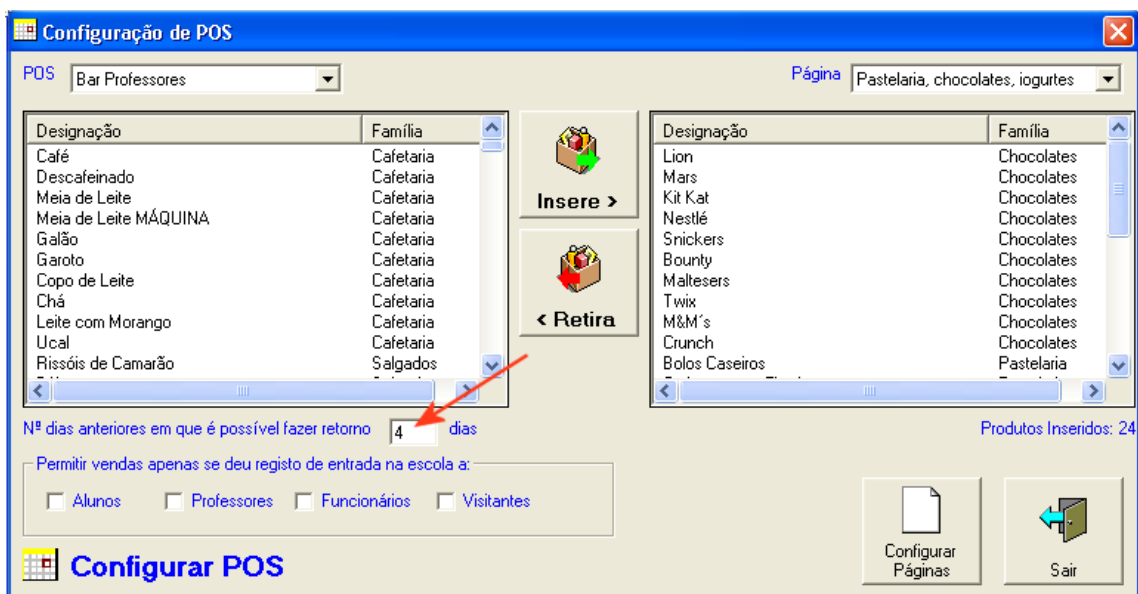 Configuração de POS
POS Bar Professores Página Pastelaria, chocolates, iogurtes
Designação Família
Café Cafetaria
Descafeinado Cafetaria
Meia de Leite Cafetaria
Meia de Leite MÁQUINA Cafetaria
Galão Cafetaria
Garoto Cafetaria
Copo de Leite Cafetaria
Chá Cafetaria
Leite com Morango Cafetaria
Ucal Cafetaria
Rissóis de Camarão Salgados
Insere >
< Retira
Designação Família
Lion Chocolates
Mars Chocolates
Kit Kat Chocolates
Nestlé Chocolates
Snickers Chocolates
Bounty Chocolates
Maltesers Chocolates
Twix Chocolates
M&M´s Chocolates
Crunch Chocolates
Bolos Caseiros Pastelaria
Nº dias anteriores em que é possível fazer retorno 4 dias
Produtos Inseridos: 24
Permitir vendas apenas se deu registo de entrada na escola a:
Alunos Professores Funcionários Visitantes
Configurar POS
Configurar
Páginas
Sair